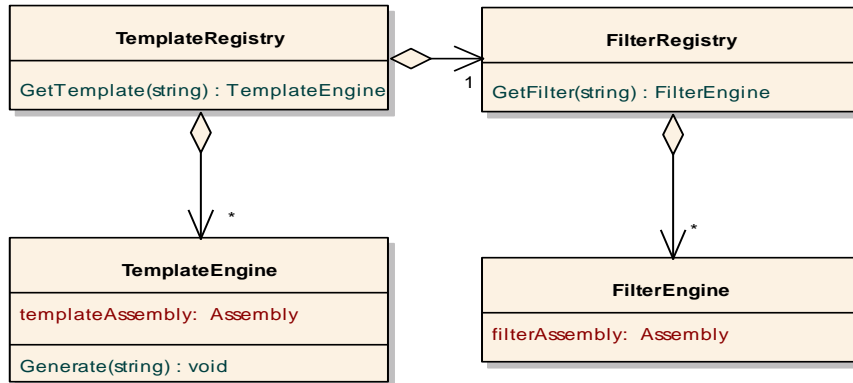 TemplateRegistry
GetTemplate(string) : TemplateEngine
1
FilterRegistry
GetFilter(string) : FilterEngine
*
*
TemplateEngine
templateAssembly: Assembly
Generate(string) : void
FilterEngine
filterAssembly: Assembly